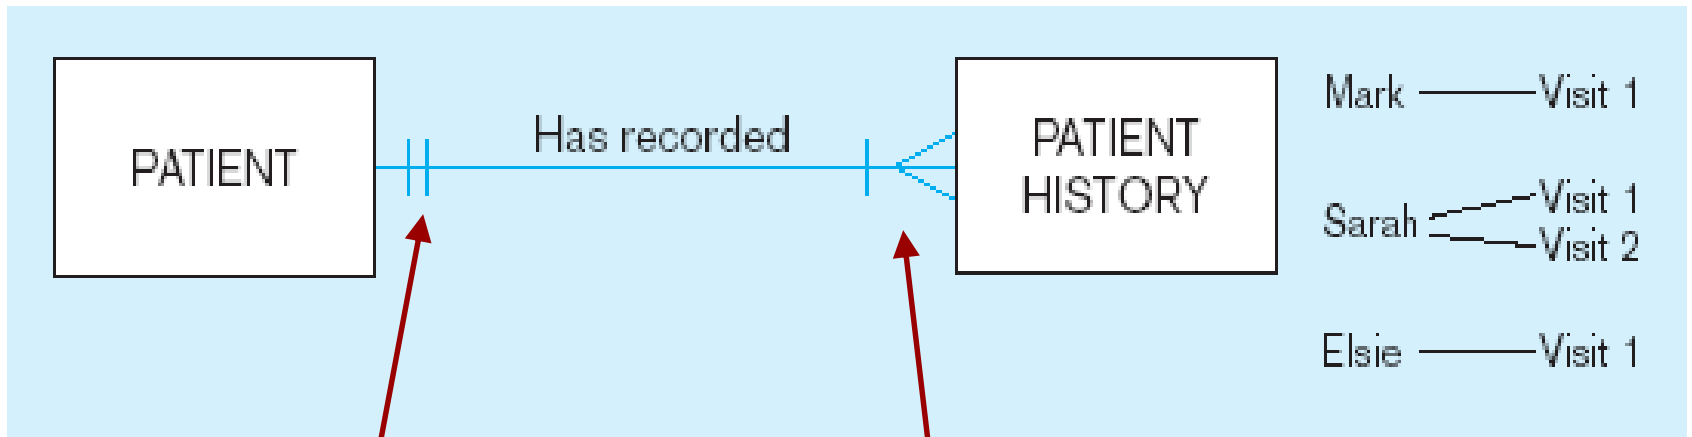 PATIENT
Has recorded
PATIENT
HISTORY
Mark
Visit 1
Sarah
Visit 1
Visit 2
Elsie
Visit 1